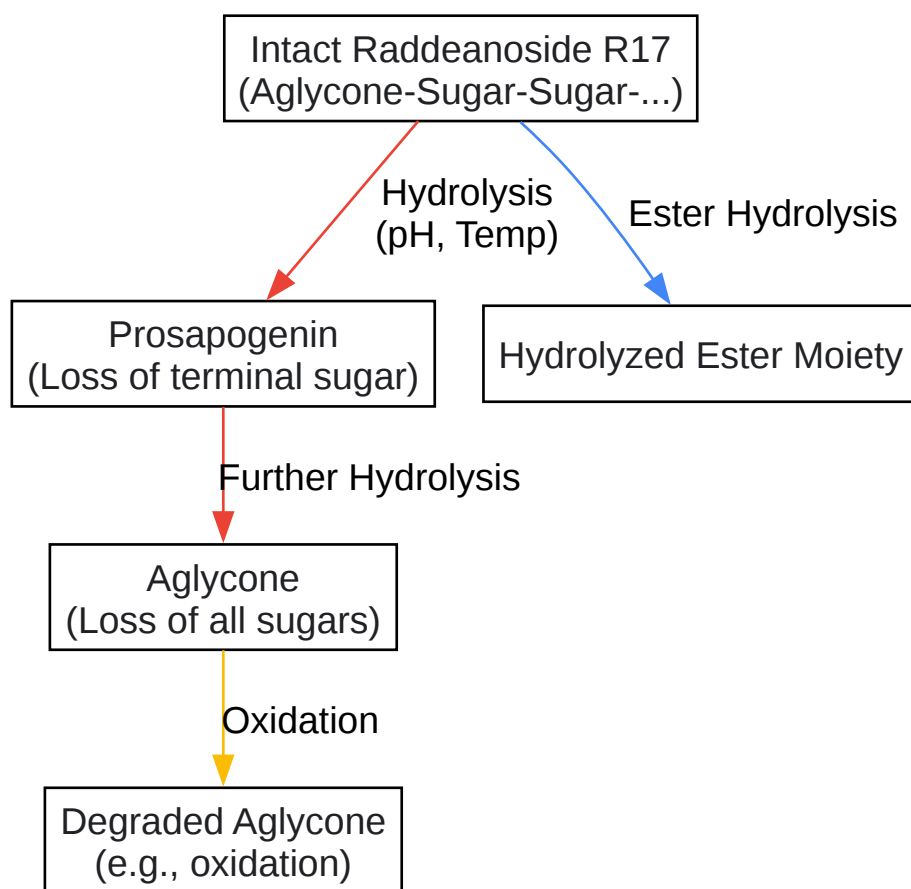 Intact Raddeanoside R17
(Aglycone-Sugar-Sugar-...)
Hydrolysis
(pH, Temp)
Ester Hydrolysis
Prosapogenin
(Loss of terminal sugar)
Hydrolyzed Ester Moiety
Further Hydrolysis
Aglycone
(Loss of all sugars)
Oxidation
Degraded Aglycone
(e.g., oxidation)